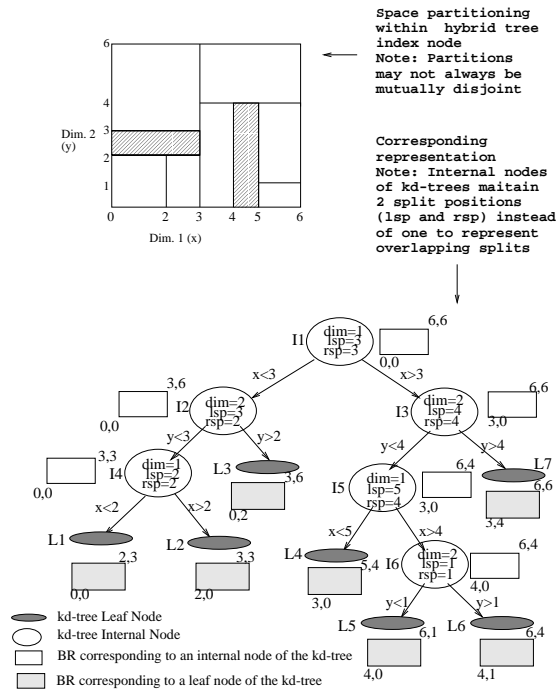 Space partitioning
within hybrid tree
index node
Note: Partitions
may not always be
mutually disjoint
6
4
Dim. 2
(y)
3
2
1
0
2
3
4
5
6
Dim. 1 (x)
Corresponding
representation
Note: Internal nodes
of kd-trees maitain
2 split positions
(lsp and rsp) instead
of one to represent
overlapping splits
I1
dim=1
lsp=3
rsp=3
6,6
0,0
x<3
x>3
3,6
0,0
I2
dim=2
lsp=3
rsp=2
I3
dim=2
lsp=4
rsp=4
6,6
3,0
y<3
y>2
y<4
y>4
3,3
0,0
I4
dim=1
lsp=2
rsp=2
L3
3,6
0,2
I5
dim=1
lsp=5
rsp=4
6,4
3,0
L7
6,6
3,4
x<2
x>2
x<5
x>4
L1
2,3
0,0
L2
3,3
2,0
L4
5,4
3,0
I6
dim=2
lsp=1
rsp=1
6,4
4,0
y<1
y>1
L5
6,1
4,0
L6
6,4
4,1
kd-tree Leaf Node
kd-tree Internal Node
BR corresponding to an internal node of the kd-tree
BR corresponding to a leaf node of the kd-tree